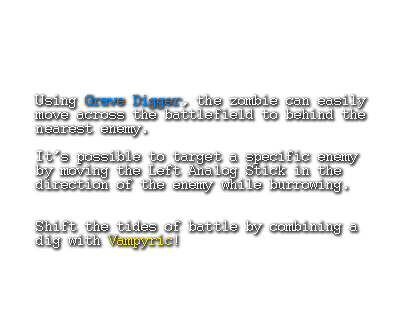 Using Grave Digger, the zombie can easily
move across the battlefield to behind the
nearest enemy.
It's possible to target a specific enemy
by moving the Left Analog Stick in the
direction of the enemy while burrowing.
Shift the tides of battle by combining a
dig with Vampyric!